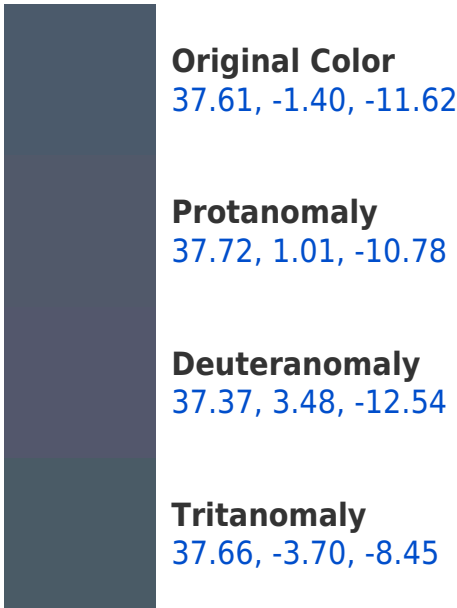 Original Color
37.61, -1.40, -11.62
Protanomaly
37.72, 1.01, -10.78
Deuteranomaly
37.37, 3.48, -12.54
Tritanomaly
37.66, -3.70, -8.45